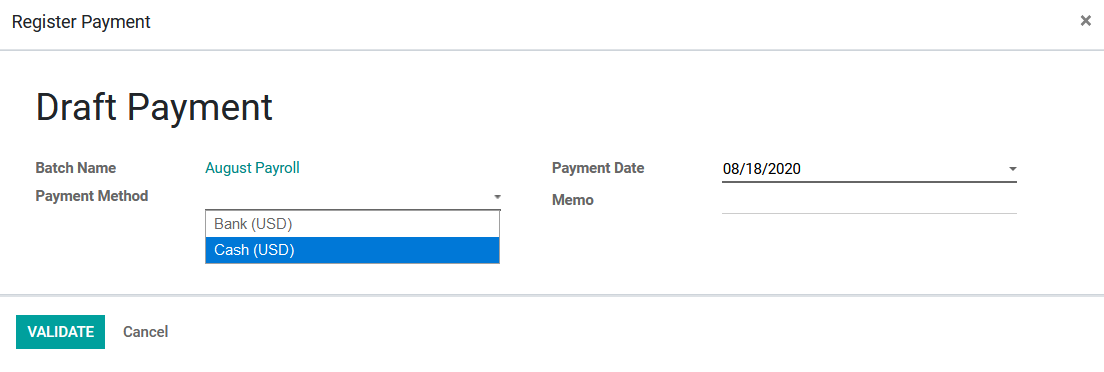 Register Payment ×
Draft Payment
Batch Name August Payroll Payment Date 08/18/2020
Payment Method Memo
Bank (USD)
Cash (USD)
VALIDATE Cancel